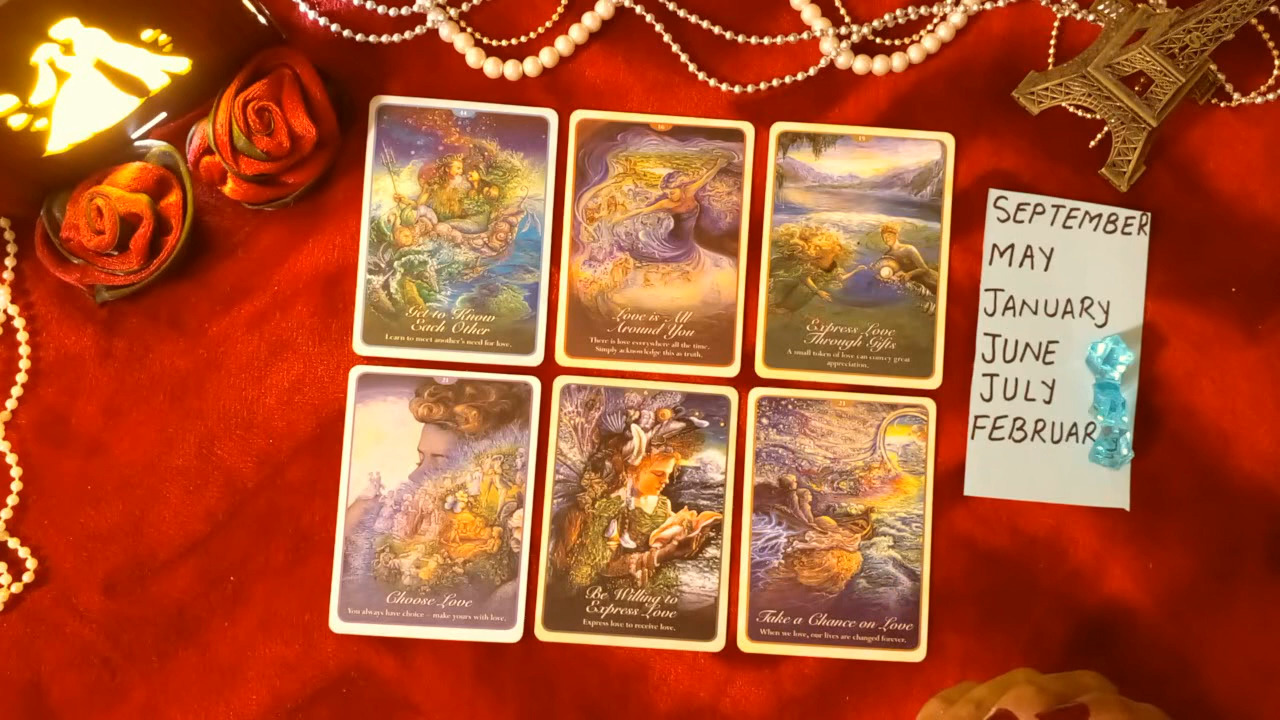 Get to Know
Each Other
Learn to meet another's need for love.
Love is All
Around You
There is love everywhere all the time.
Simply acknowledge this as truth.
Express Love
Through Gifts
A small token of love can convey great
appreciation.
Choose Love
You always have choice – make yours with love.
Be Willing to
Express Love
Express love to receive love.
21
Take a Chance on Love
When we love, our lives are changed forever.
SEPTEMBER
MAY
JANUARY
JUNE
JULY
FEBRUARY